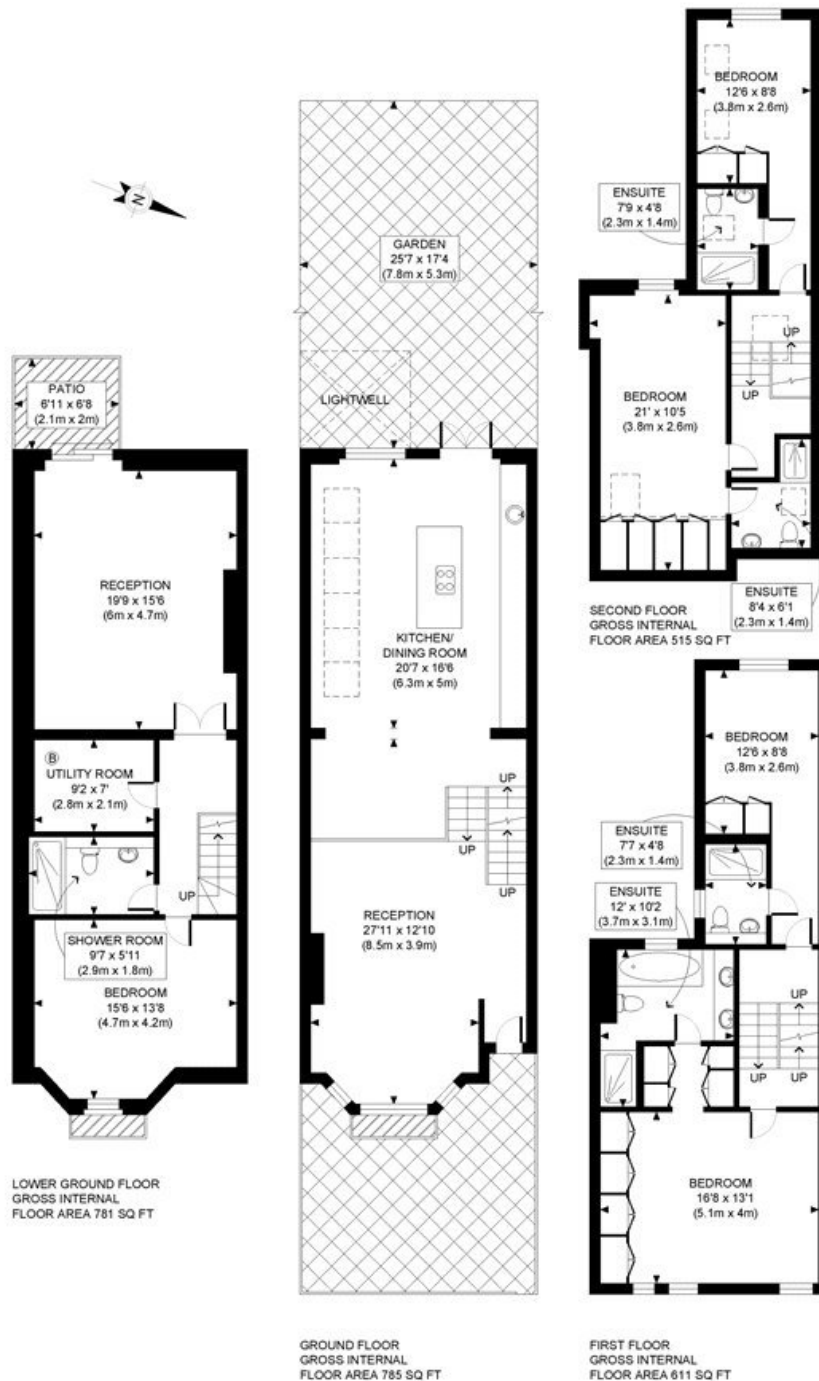 N
PATIO
6'11 x 6'8
(2.1m x 2m)
RECEPTION
19'9 x 15'6
(6m x 4.7m)
B
UTILITY ROOM
9'2 x 7'
(2.8m x 2.1m)
UP
SHOWER ROOM
9'7 x 5'11
(2.9m x 1.8m)
BEDROOM
15'6 x 13'8
(4.7m x 4.2m)
LOWER GROUND FLOOR
GROSS INTERNAL
FLOOR AREA 781 SQ FT
GARDEN
25'7 x 17'4
(7.8m x 5.3m)
LIGHTWELL
KITCHEN/
DINING ROOM
20'7 x 16'6
(6.3m x 5m)
UP
UP
UP
RECEPTION
27'11 x 12'10
(8.5m x 3.9m)
GROUND FLOOR
GROSS INTERNAL
FLOOR AREA 785 SQ FT
BEDROOM
12'6 x 8'8
(3.8m x 2.6m)
ENSUITE
7'9 x 4'8
(2.3m x 1.4m)
UP
UP
BEDROOM
21' x 10'5
(3.8m x 2.6m)
ENSUITE
8'4 x 6'1
(2.3m x 1.4m)
SECOND FLOOR
GROSS INTERNAL
FLOOR AREA 515 SQ FT
BEDROOM
12'6 x 8'8
(3.8m x 2.6m)
ENSUITE
7'7 x 4'8
(2.3m x 1.4m)
ENSUITE
12' x 10'2
(3.7m x 3.1m)
UP
UP
UP
BEDROOM
16'8 x 13'1
(5.1m x 4m)
FIRST FLOOR
GROSS INTERNAL
FLOOR AREA 611 SQ FT